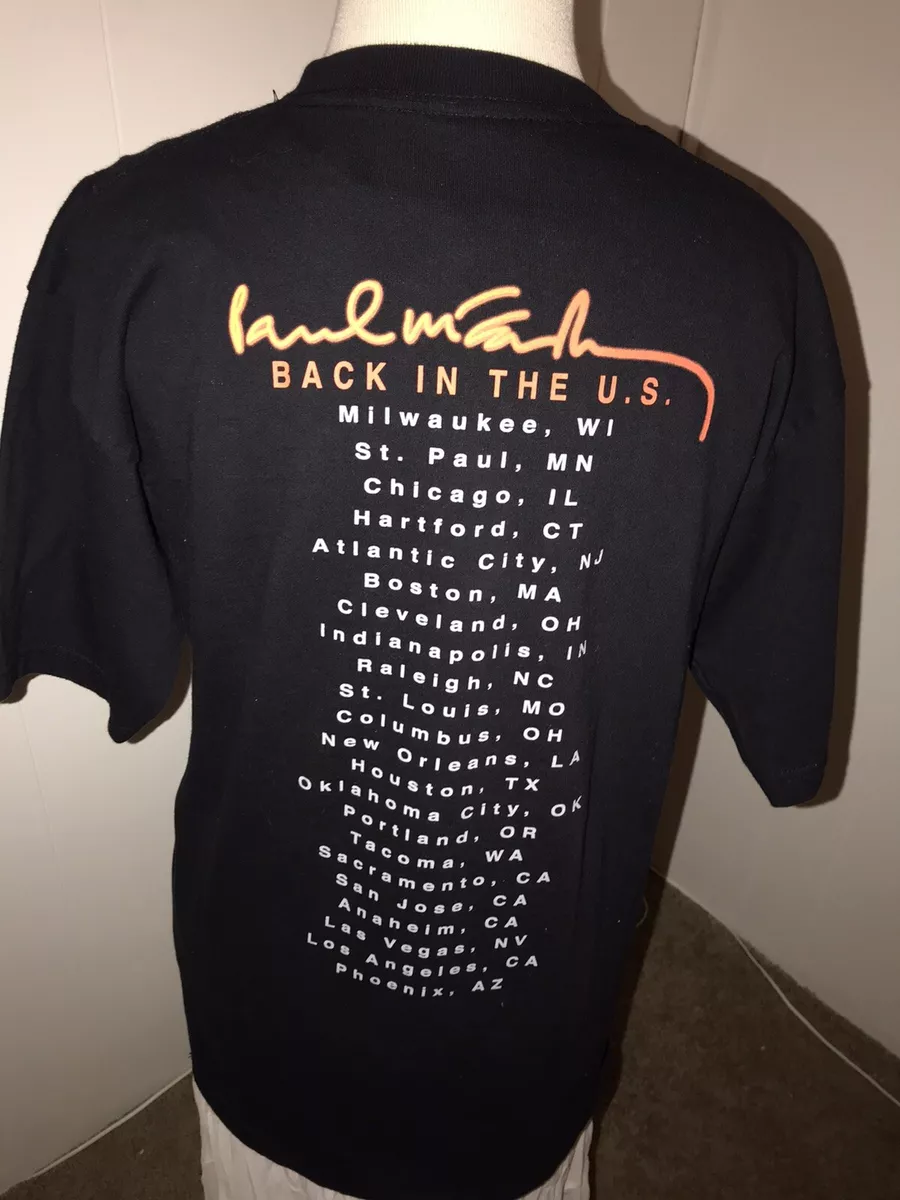 Paul McCartney
BACK IN THE U.S.
Milwaukee, WI
St. Paul, MN
Chicago, IL
Hartford, CT
Atlantic City, NJ
Boston, MA
Cleveland, OH
Indianapolis, IN
Raleigh, NC
St. Louis, MO
Columbus, OH
New Orleans, LA
Houston, TX
Oklahoma City, OK
Portland, OR
Tacoma, WA
Sacramento, CA
San Jose, CA
Anaheim, CA
Las Vegas, NV
Los Angeles, CA
Phoenix, AZ